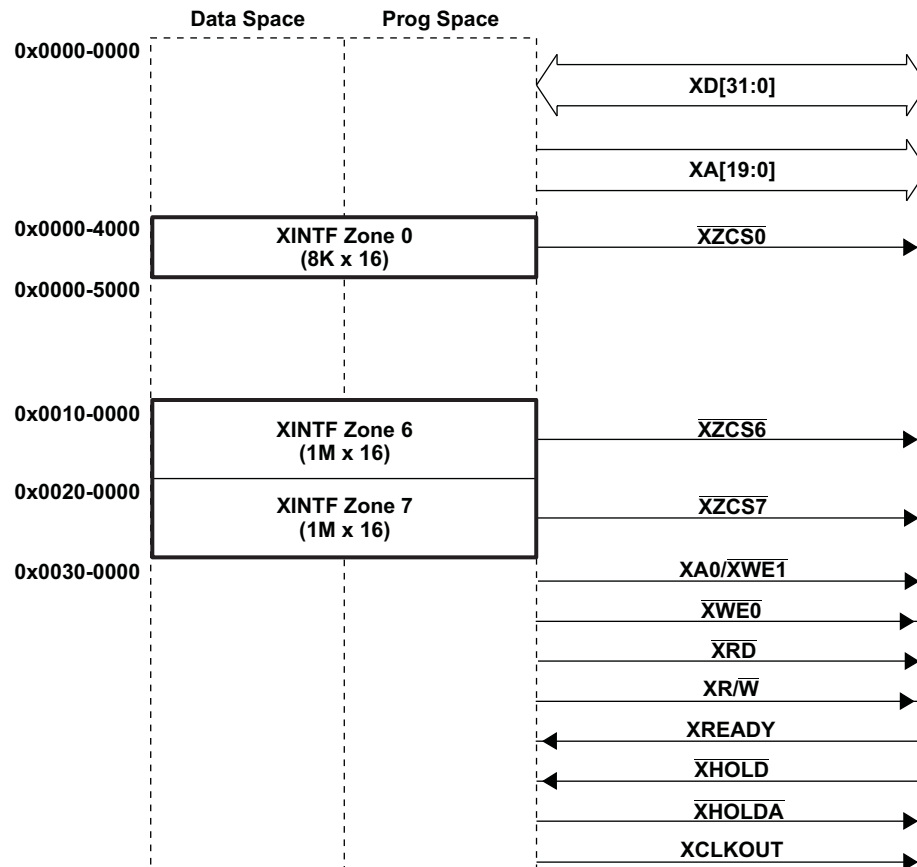 Data Space Prog Space
0x0000-0000
XD[31:0]
XA[19:0]
0x0000-4000
XINTF Zone 0
(8K x 16)
XZCS0
0x0000-5000
0x0010-0000
XINTF Zone 6
(1M x 16)
XZCS6
0x0020-0000
XINTF Zone 7
(1M x 16)
XZCS7
0x0030-0000
XA0/XWE1
XWE0
XRD
XR/W
XREADY
XHOLD
XHOLDA
XCLKOUT